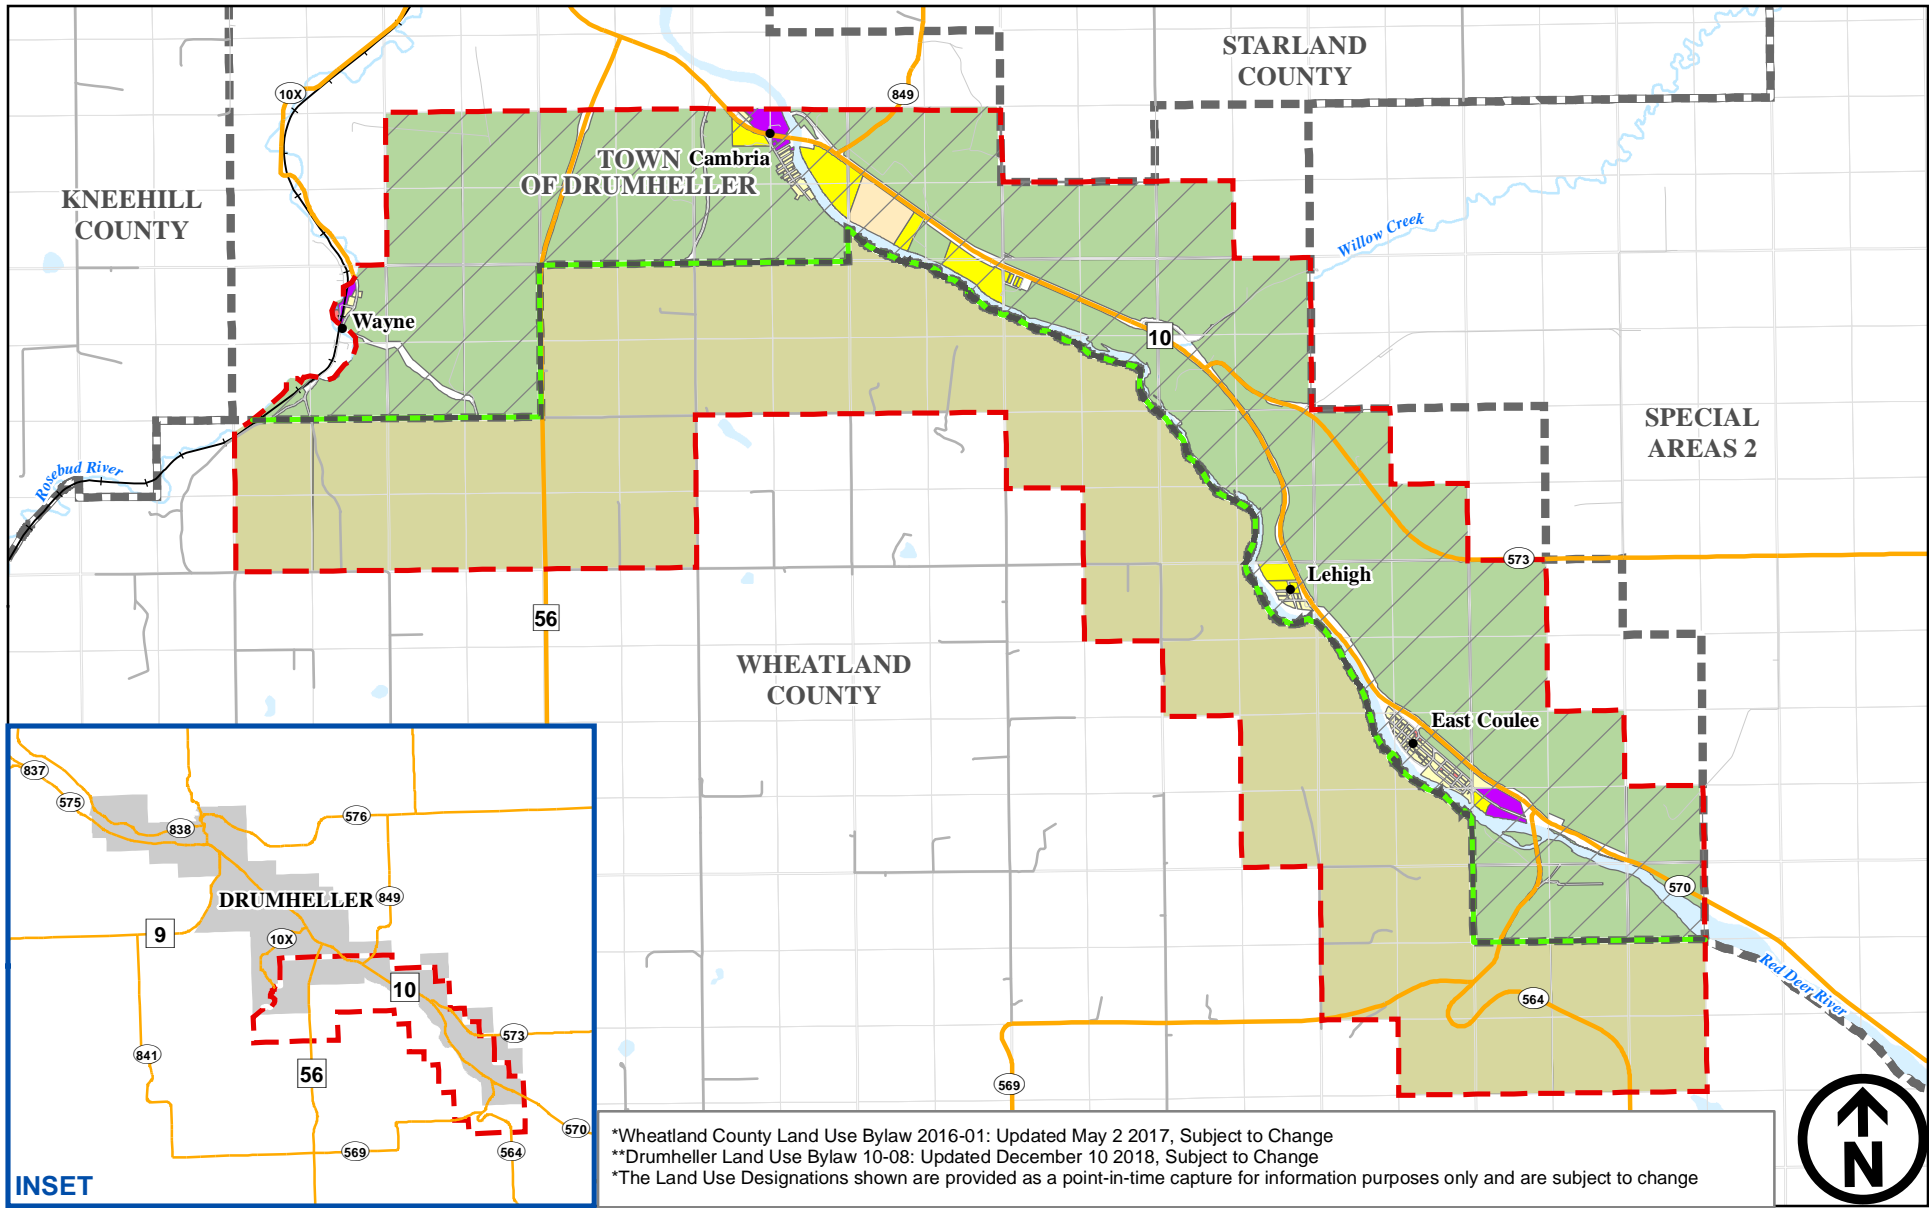 STARLAND
COUNTY
10X
849
TOWN
OF DRUMHELLER
Cambria
KNEEHILL
COUNTY
Willow Creek
Wayne
10
SPECIAL
AREAS 2
Rosebud River
573
Lehigh
56
WHEATLAND
COUNTY
East Coulee
570
Red Deer River
564
569
837
575
838
576
DRUMHELLER
849
9
10X
10
573
841
56
570
569
564
INSET
*Wheatland County Land Use Bylaw 2016-01: Updated May 2 2017, Subject to Change
**Drumheller Land Use Bylaw 10-08: Updated December 10 2018, Subject to Change
*The Land Use Designations shown are provided as a point-in-time capture for information purposes only and are subject to change
N